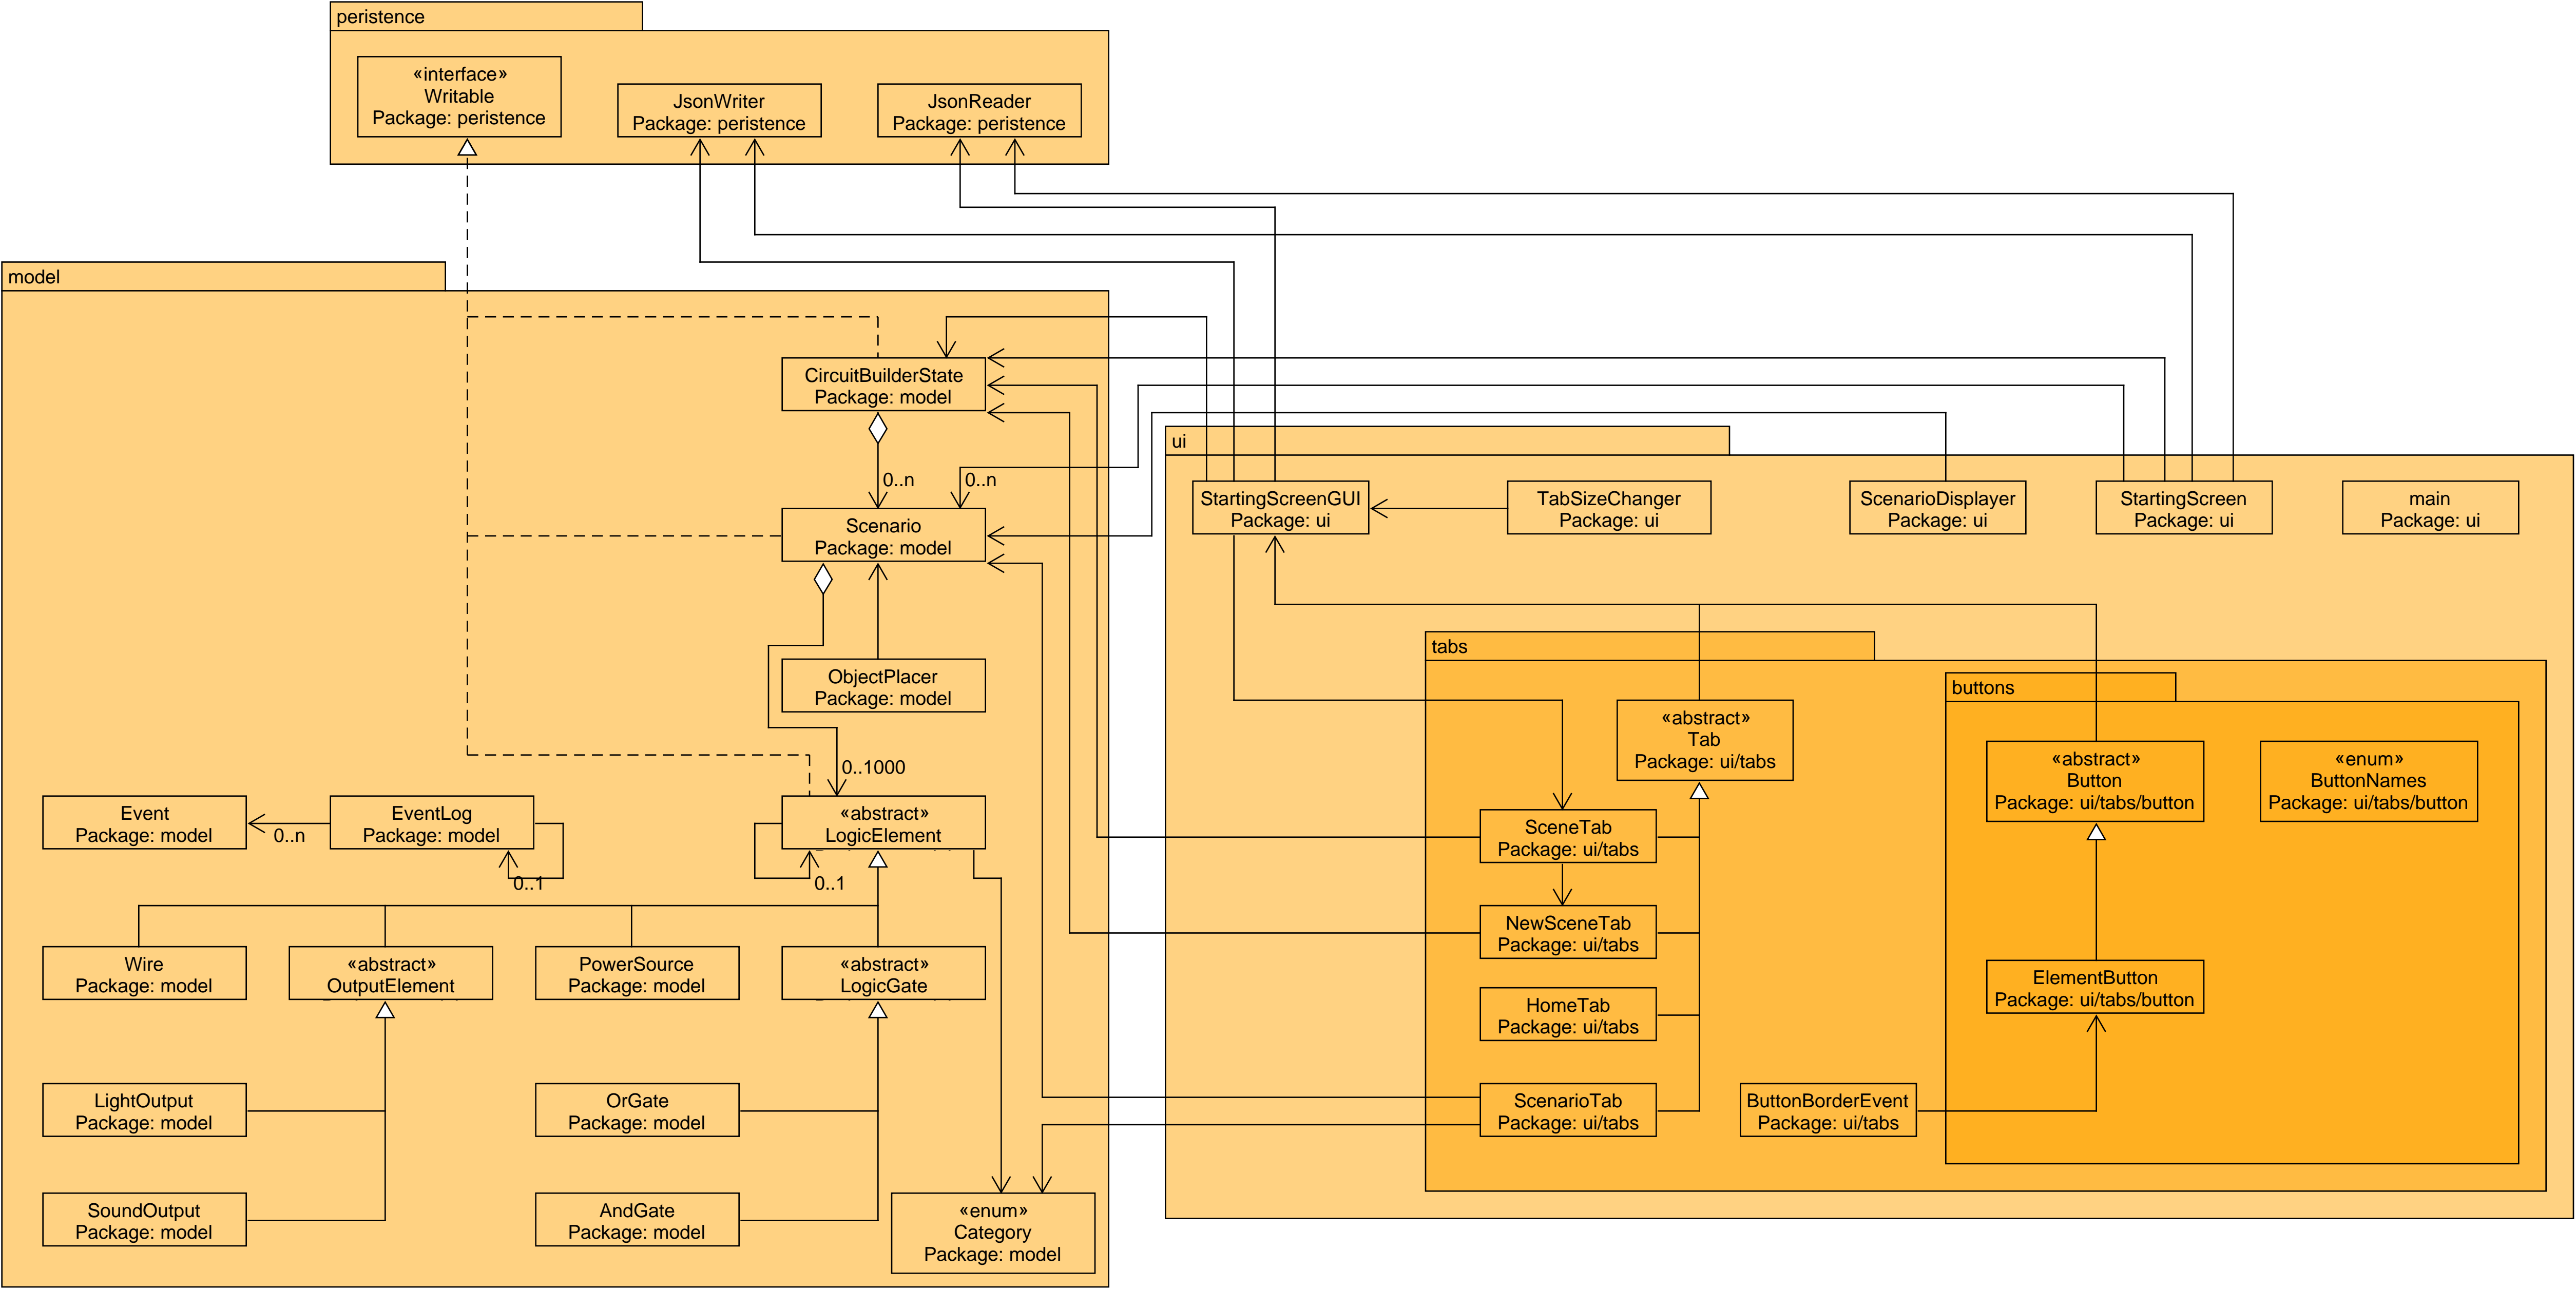 peristence
«interface»
Writable
Package: peristence
JsonWriter
Package: peristence
JsonReader
Package: peristence
model
CircuitBuilderState
Package: model
0..n
0..n
Scenario
Package: model
ObjectPlacer
Package: model
0..1000
Event
Package: model
0..n
EventLog
Package: model
0..1
«abstract»
LogicElement
0..1
Wire
Package: model
«abstract»
OutputElement
PowerSource
Package: model
«abstract»
LogicGate
LightOutput
Package: model
OrGate
Package: model
SoundOutput
Package: model
AndGate
Package: model
«enum»
Category
Package: model
ui
StartingScreenGUI
Package: ui
TabSizeChanger
Package: ui
ScenarioDisplayer
Package: ui
StartingScreen
Package: ui
main
Package: ui
tabs
«abstract»
Tab
Package: ui/tabs
SceneTab
Package: ui/tabs
NewSceneTab
Package: ui/tabs
HomeTab
Package: ui/tabs
ScenarioTab
Package: ui/tabs
ButtonBorderEvent
Package: ui/tabs
buttons
«abstract»
Button
Package: ui/tabs/button
«enum»
ButtonNames
Package: ui/tabs/button
ElementButton
Package: ui/tabs/button